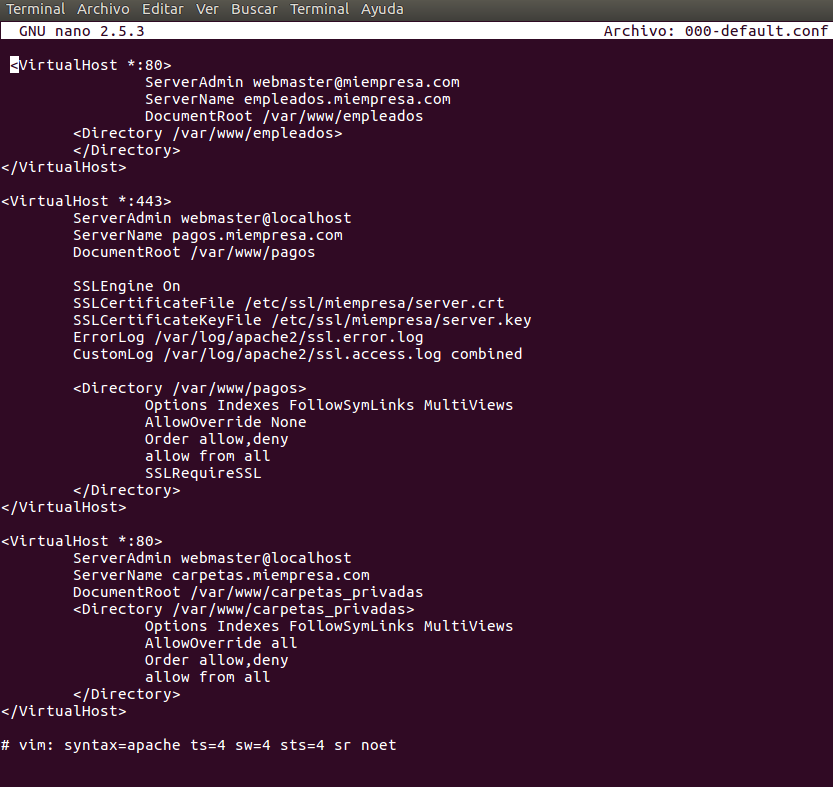 Terminal Archivo Editar Ver Buscar Terminal Ayuda
GNU nano 2.5.3 Archivo: 000-default.conf
<VirtualHost *:80>
ServerAdmin webmaster@miempresa.com
ServerName empleados.miempresa.com
DocumentRoot /var/www/empleados
<Directory /var/www/empleados>
</Directory>
</VirtualHost>
<VirtualHost *:443>
ServerAdmin webmaster@localhost
ServerName pagos.miempresa.com
DocumentRoot /var/www/pagos
SSLEngine On
SSLCertificateFile /etc/ssl/miempresa/server.crt
SSLCertificateKeyFile /etc/ssl/miempresa/server.key
ErrorLog /var/log/apache2/ssl.error.log
CustomLog /var/log/apache2/ssl.access.log combined
<Directory /var/www/pagos>
Options Indexes FollowSymLinks MultiViews
AllowOverride None
Order allow,deny
allow from all
SSLRequireSSL
</Directory>
</VirtualHost>
<VirtualHost *:80>
ServerAdmin webmaster@localhost
ServerName carpetas.miempresa.com
DocumentRoot /var/www/carpetas_privadas
<Directory /var/www/carpetas_privadas>
Options Indexes FollowSymLinks MultiViews
AllowOverride all
Order allow,deny
allow from all
</Directory>
</VirtualHost>
# vim: syntax=apache ts=4 sw=4 sts=4 sr noet